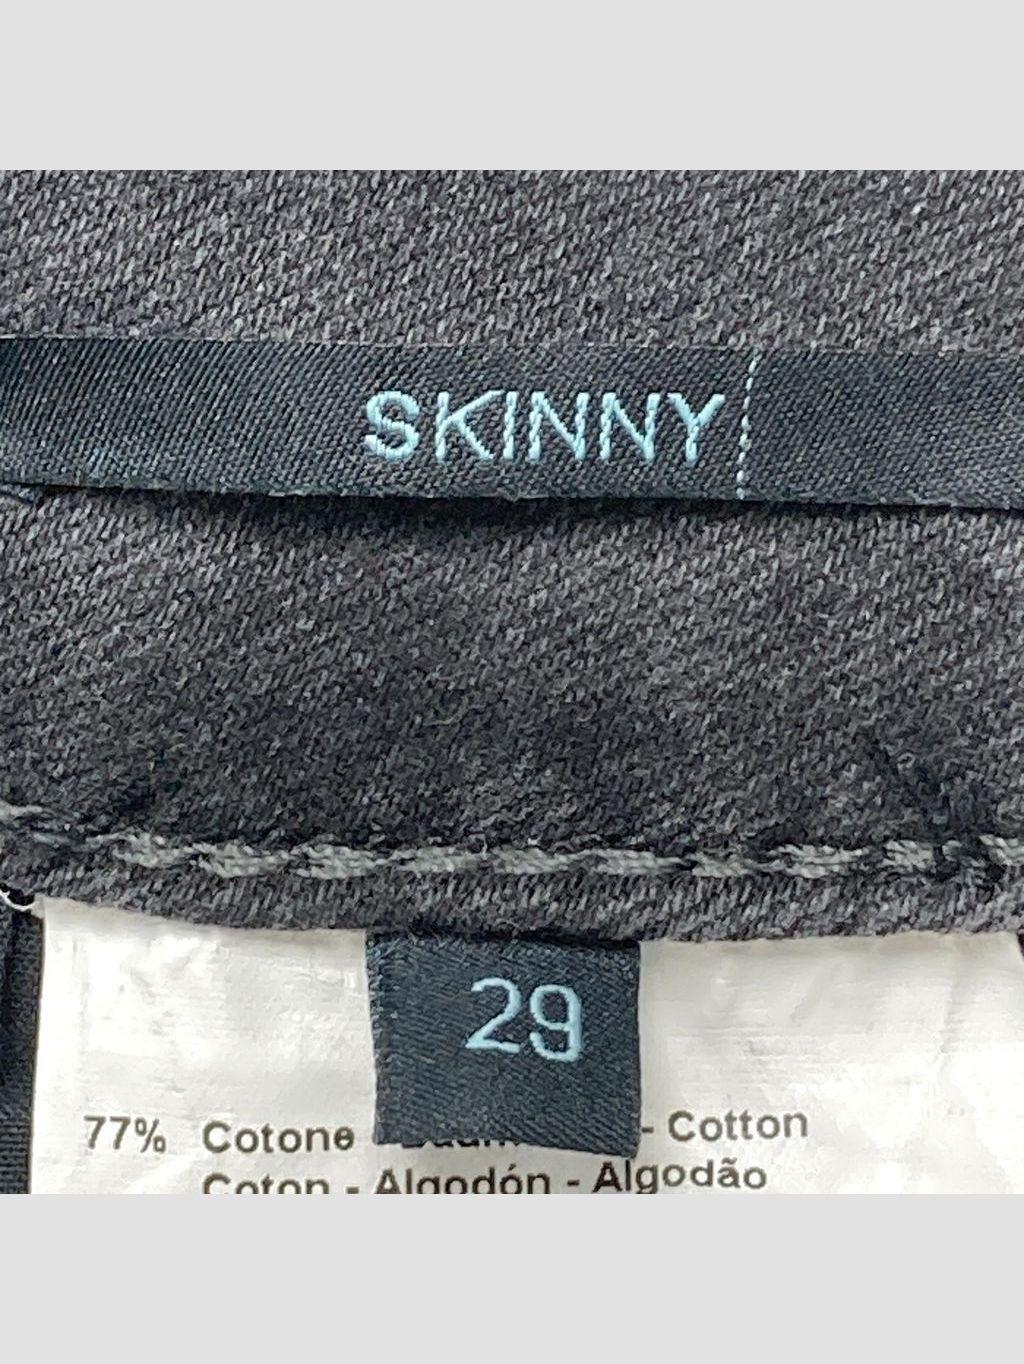 SKINNY
29
77% Cotone - Cotton
Coton - Algodón - Algodão